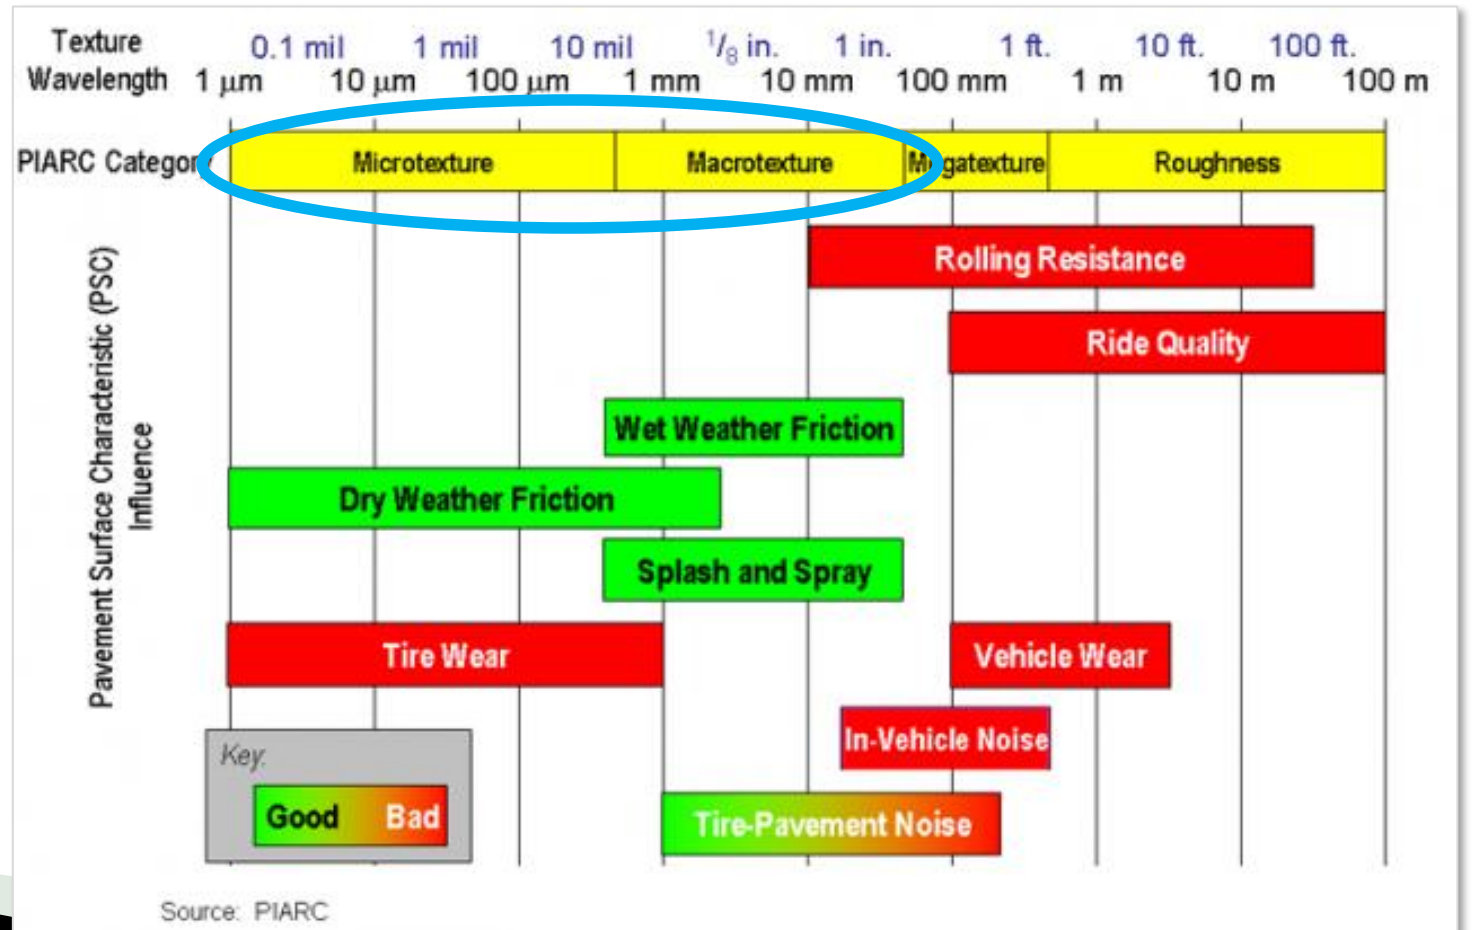 Texture 0.1 mil 1 mil 10 mil 1/8 in. 1 in. 1 ft. 10 ft. 100 ft.
Wavelength 1 µm 10 µm 100 µm 1 mm 10 mm 100 mm 1 m 10 m 100 m
PIARC Category Microtexture Macrotexture Megatexture Roughness
Pavement Surface Characteristic (PSC)
Influence
Rolling Resistance
Ride Quality
Wet Weather Friction
Dry Weather Friction
Splash and Spray
Tire Wear Vehicle Wear
In-Vehicle Noise
Key:
Good Bad
Tire-Pavement Noise
Source: PIARC